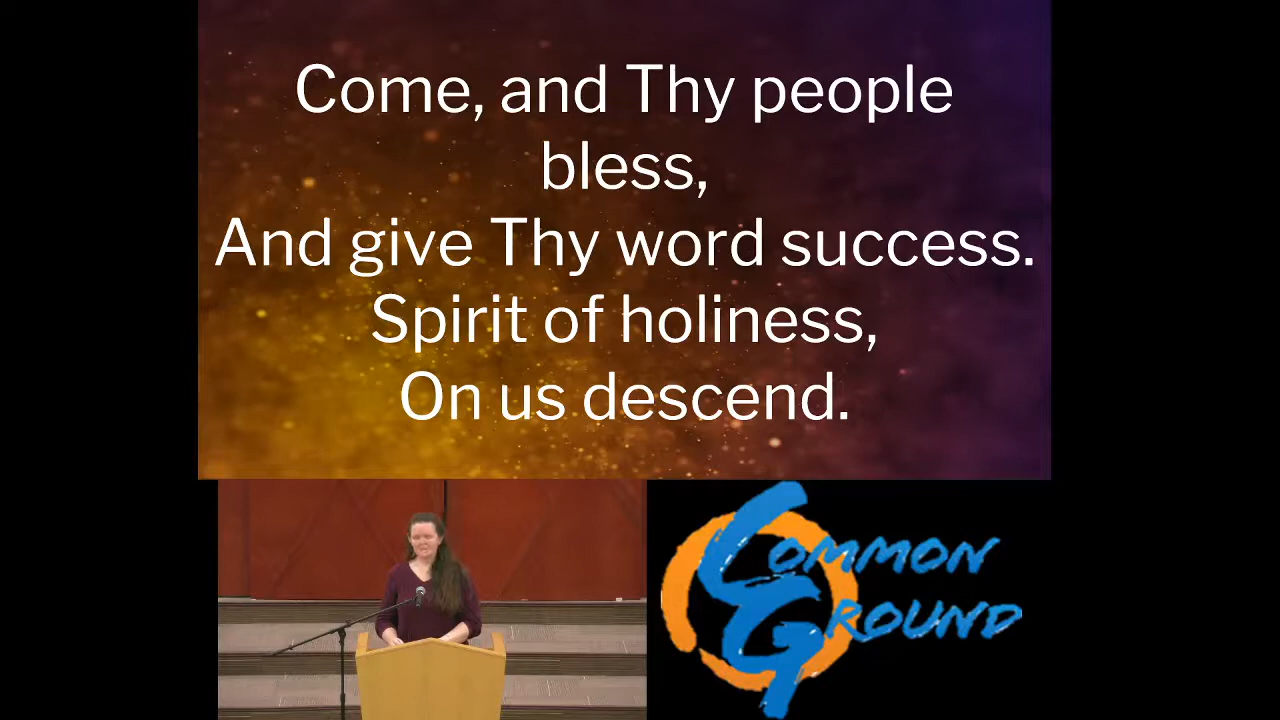 Come, and Thy people
bless,
And give Thy word success.
Spirit of holiness,
On us descend.
Common
Ground